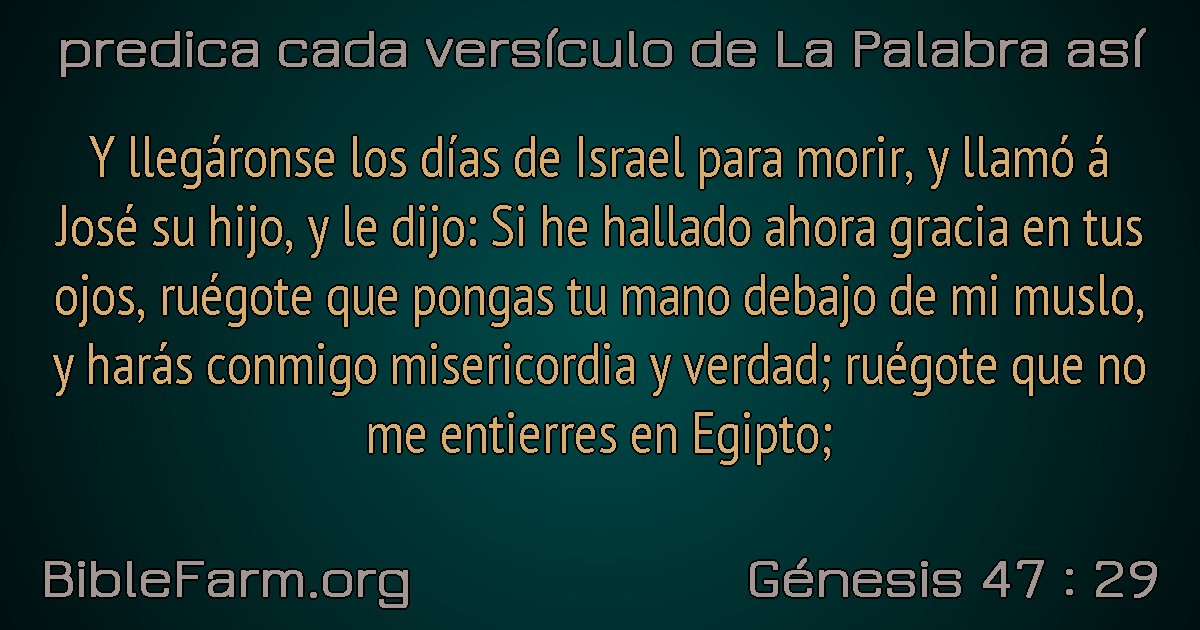 predica cada versículo de La Palabra así
Y llegáronse los días de Israel para morir, y llamó á
José su hijo, y le dijo: Si he hallado ahora gracia en tus
ojos, ruégote que pongas tu mano debajo de mi muslo,
y harás conmigo misericordia y verdad; ruégote que no
me entierres en Egipto;
BibleFarm.org
Génesis 47 : 29